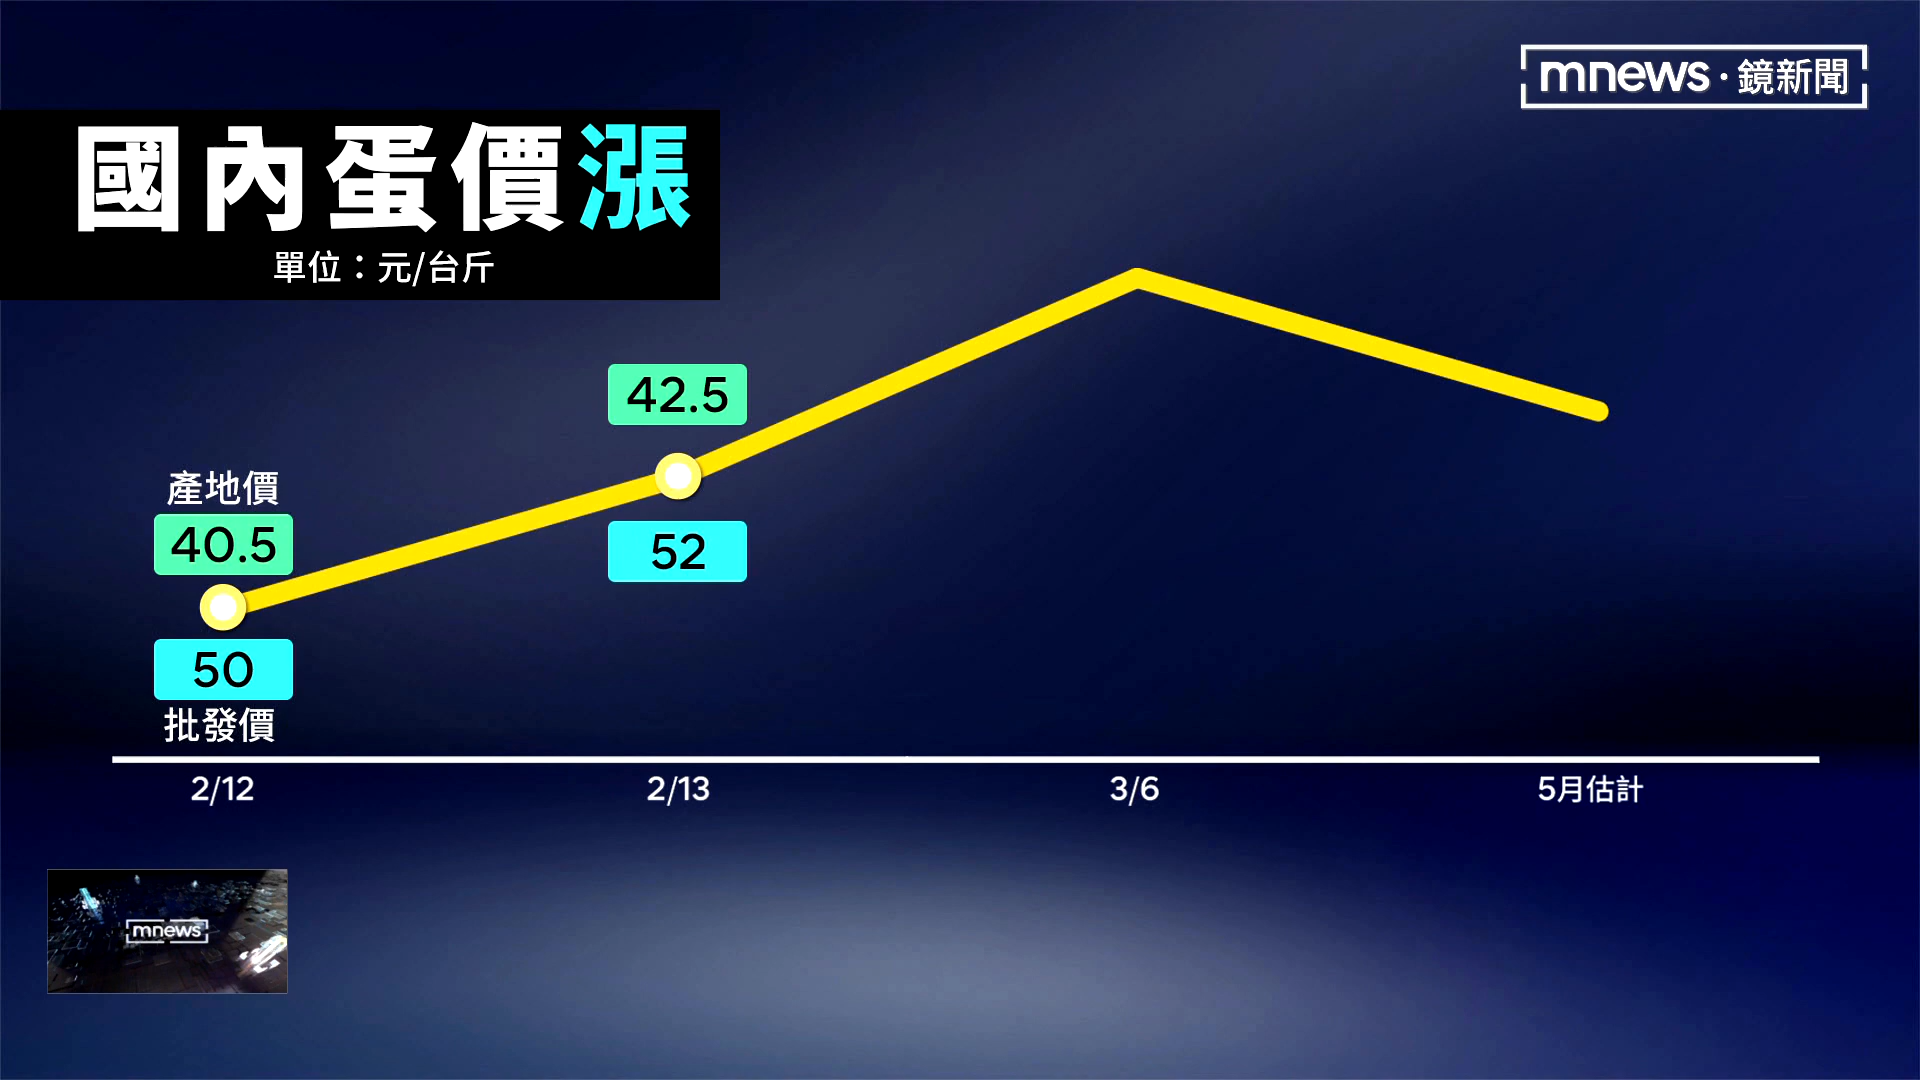 mnews·鏡新聞
國內蛋價漲
單位：元/台斤
42.5
52
產地價
40.5
50
批發價
2/12
2/13
3/6
5月估計
mnews